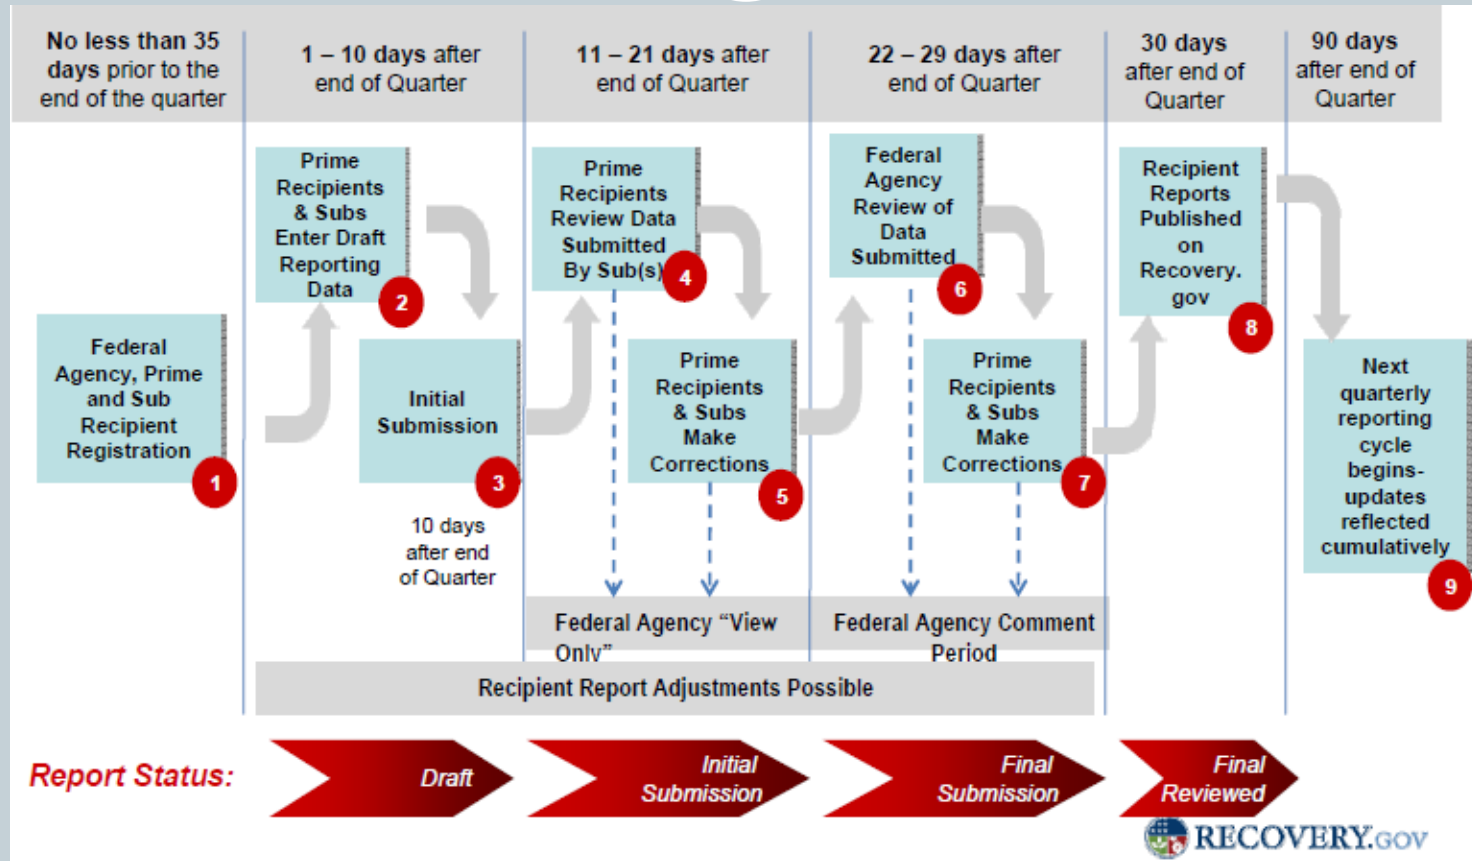 No less than 35
days prior to the
end of the quarter
1 – 10 days after
end of Quarter
11 – 21 days after
end of Quarter
22 – 29 days after
end of Quarter
30 days
after end of
Quarter
90 days
after end of
Quarter
Federal
Agency, Prime
and Sub
Recipient
Registration
1
Prime
Recipients
& Subs
Enter Draft
Reporting
Data
2
Initial
Submission
3
10 days
after end
of Quarter
Prime
Recipients
Review Data
Submitted
By Sub(s)
4
Prime
Recipients
& Subs
Make
Corrections
5
Federal
Agency
Review of
Data
Submitted
6
Prime
Recipients
& Subs
Make
Corrections
7
Recipient
Reports
Published
on
Recovery.
gov
8
Next
quarterly
reporting
cycle
begins-
updates
reflected
cumulatively
9
Federal Agency “View
Only”
Federal Agency Comment
Period
Recipient Report Adjustments Possible
Report Status:
Draft
Initial
Submission
Final
Submission
Final
Reviewed
RECOVERY.GOV